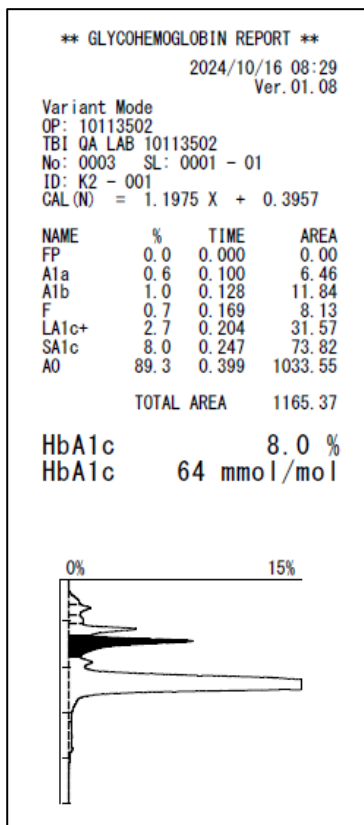 ** GLYCOHEMOGLOBIN REPORT **
2024/10/16 08:29
Ver.01.08
Variant Mode
OP: 10113502
TBI QA LAB 10113502
No: 0003 SL: 0001 - 01
ID: K2 - 001
CAL(N) = 1.1975 X + 0.3957
NAME % TIME AREA
FP 0.0 0.000 0.00
A1a 0.6 0.100 6.46
A1b 1.0 0.128 11.84
F 0.7 0.169 8.13
LA1c+ 2.7 0.204 31.57
SA1c 8.0 0.247 73.82
A0 89.3 0.399 1033.55
TOTAL AREA 1165.37
HbA1c 8.0 %
HbA1c 64 mmol/mol
0% 15%